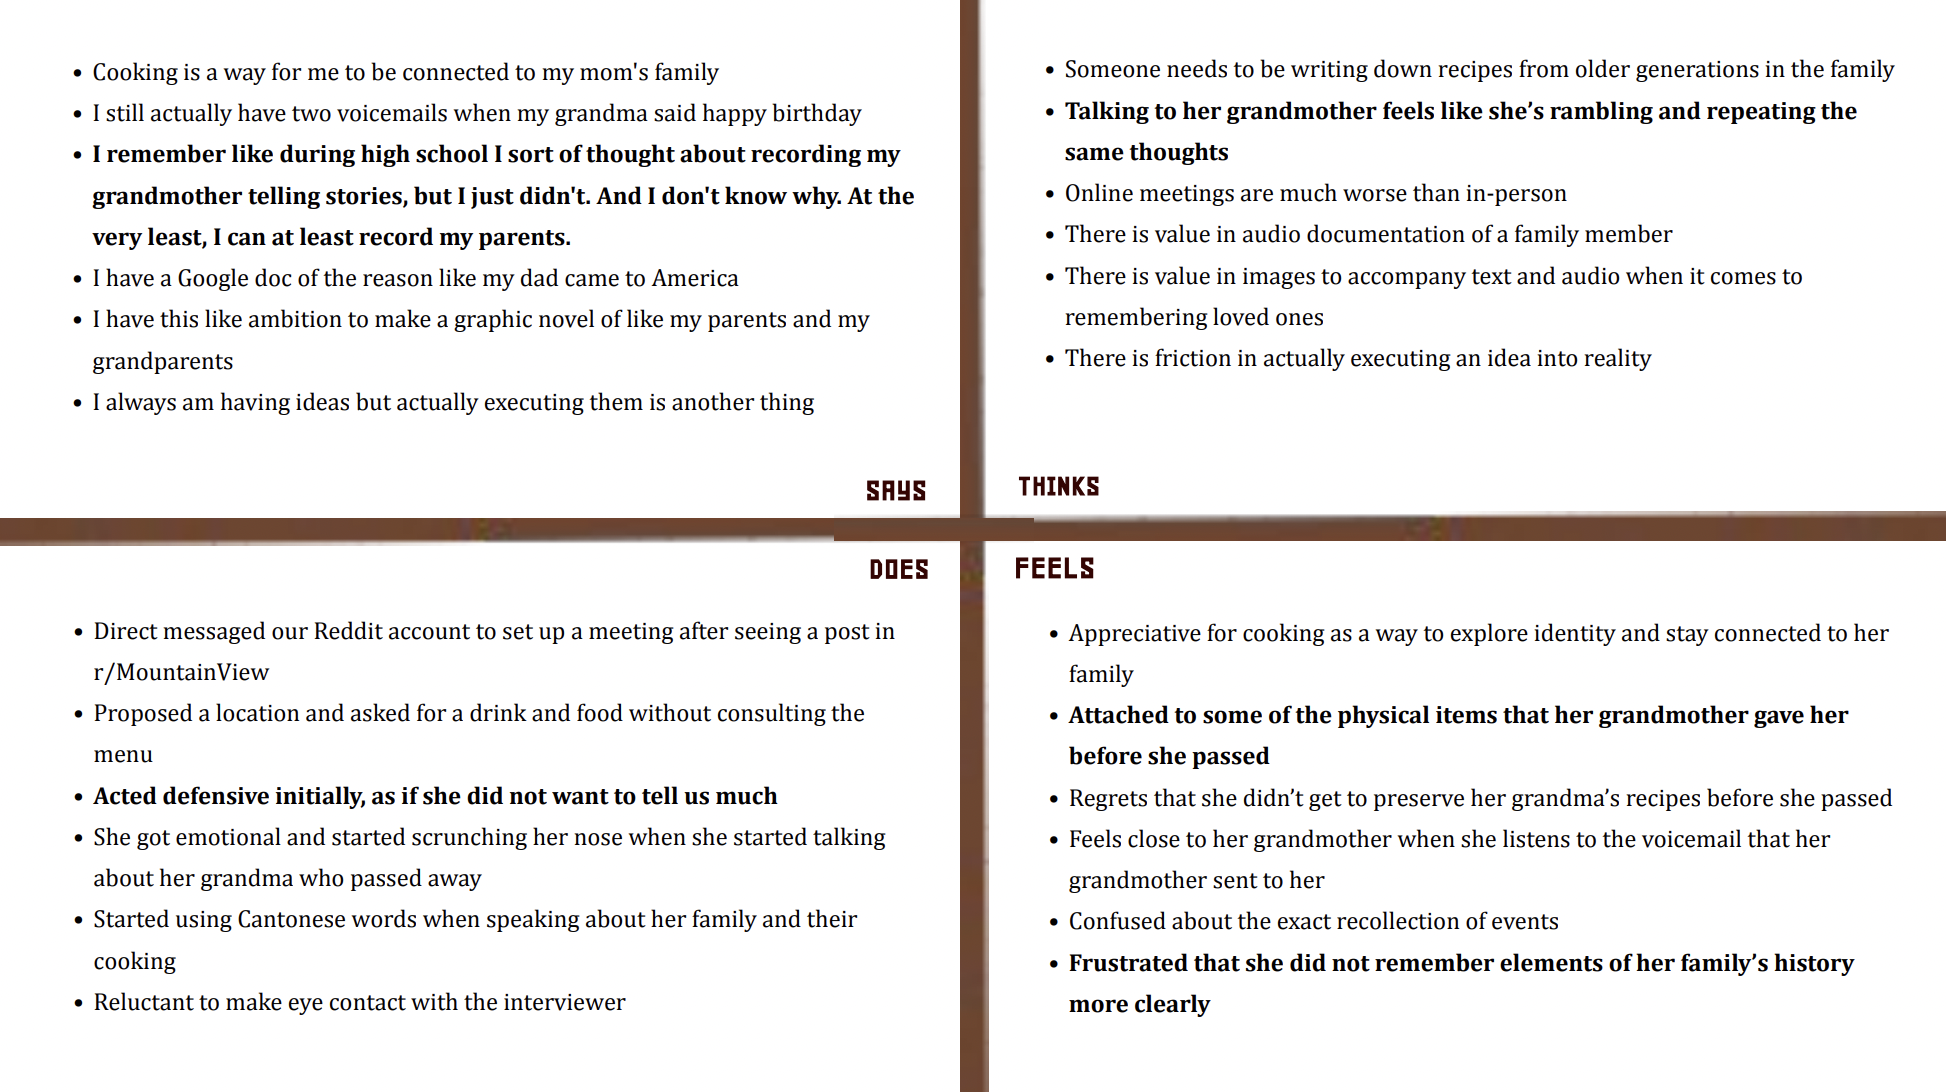 • Cooking is a way for me to be connected to my mom's family
• I still actually have two voicemails when my grandma said happy birthday
• I remember like during high school I sort of thought about recording my
grandmother telling stories, but I just didn't. And I don't know why. At the
very least, I can at least record my parents.
• I have a Google doc of the reason like my dad came to America
• I have this like ambition to make a graphic novel of like my parents and my
grandparents
• I always am having ideas but actually executing them is another thing
SAYS
• Someone needs to be writing down recipes from older generations in the family
• Talking to her grandmother feels like she’s rambling and repeating the
same thoughts
• Online meetings are much worse than in-person
• There is value in audio documentation of a family member
• There is value in images to accompany text and audio when it comes to
remembering loved ones
• There is friction in actually executing an idea into reality
THINKS
DOES
• Direct messaged our Reddit account to set up a meeting after seeing a post in
r/MountainView
• Proposed a location and asked for a drink and food without consulting the
menu
• Acted defensive initially, as if she did not want to tell us much
• She got emotional and started scrunching her nose when she started talking
about her grandma who passed away
• Started using Cantonese words when speaking about her family and their
cooking
• Reluctant to make eye contact with the interviewer
FEELS
• Appreciative for cooking as a way to explore identity and stay connected to her
family
• Attached to some of the physical items that her grandmother gave her
before she passed
• Regrets that she didn’t get to preserve her grandma’s recipes before she passed
• Feels close to her grandmother when she listens to the voicemail that her
grandmother sent to her
• Confused about the exact recollection of events
• Frustrated that she did not remember elements of her family’s history
more clearly